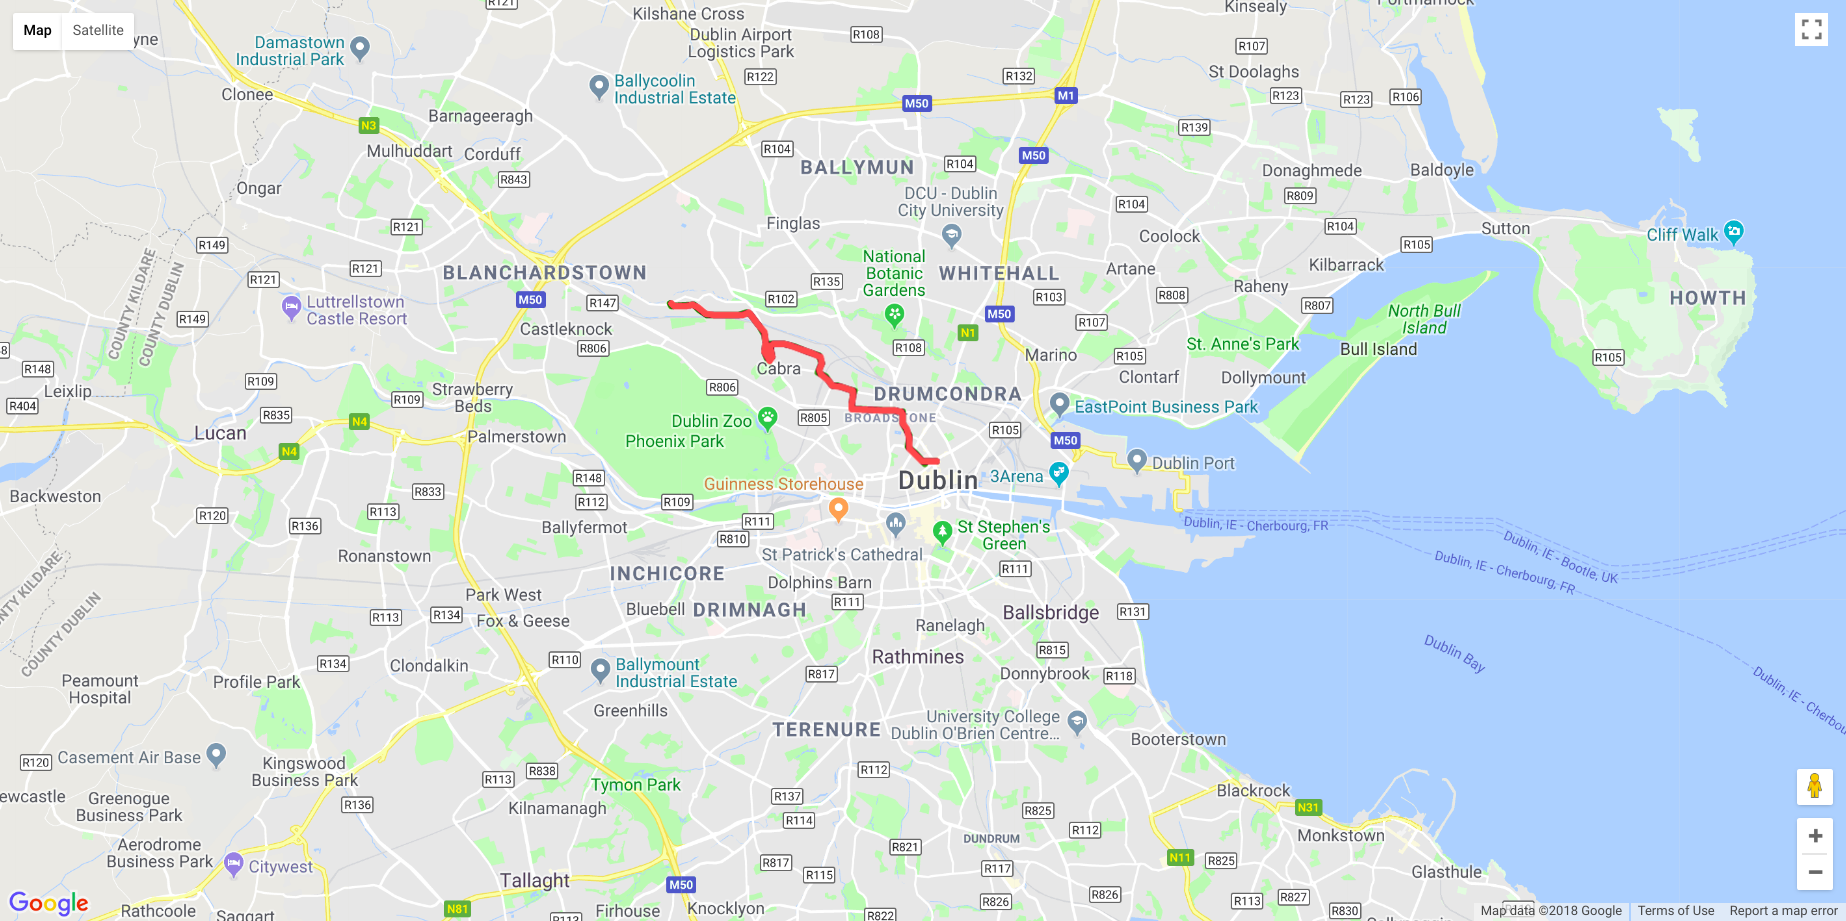 Map
Satellite
Kilshane Cross
Kinsealy
R121
Damastown
Industrial Park
Dublin Airport
Logistics Park
R108
R107
St Doolaghs
R122
R132
Ballycoolin
Industrial Estate
Clonee
M50
M1
R123
R123
R106
Barnageeragh
N3
R139
Mulhuddart
Corduff
R104
BALLYMUN
R104
M50
Donaghmede
Baldoyle
R843
Ongar
DCU - Dublin
City University
R104
R809
R121
Finglas
R104
Coolock
Sutton
Cliff Walk
R149
R105
COUNTY KILDARE
COUNTY DUBLIN
R121
R121
BLANCHARDSTOWN
National
Botanic
Gardens
WHITEHALL
Artane
Kilbarrack
R135
M50
R147
R102
R103
R808
Raheny
R807
HOWTH
Luttrellstown
Castle Resort
R149
Castleknock
M50
R107
North Bull
Island
N1
R806
R108
Marino
R105
St. Anne's Park
Bull Island
R105
R148
Cabra
Clontarf
Dollymount
Leixlip
R109
Strawberry
Beds
R109
R806
DRUMCONDRA
R404
R835
Dublin Zoo
Phoenix Park
R805
BROADSTONE
EastPoint Business Park
N4
Lucan
N4
Palmerstown
R105
M50
Dublin Port
Backweston
R833
R148
R112
R109
Guinness Storehouse
Dublin
3Arena
R120
R113
R136
Ballyfermot
R111
R810
St Stephen's
Green
Dublin, IE - Cherbourg, FR
Dublin, IE - Bootle, UK
Dublin, IE - Cherbourg, FR
Ronanstown
St Patrick's Cathedral
R111
INCHICORE
Dolphins Barn
COUNTY DUBLIN
Park West
R134
R113
Bluebell
DRIMNAGH
R111
Ballsbridge
R131
Fox & Geese
Ranelagh
Dublin Bay
Clondalkin
R110
R134
Rathmines
R815
Donnybrook
R118
Ballymount
Industrial Estate
R817
Peamount
Hospital
Profile Park
Dublin, IE - Cherbou
Greenhills
TERENURE
University College
Dublin O'Brien Centre...
Booterstown
Casement Air Base
R120
Kingswood
Business Park
R113
R838
R112
Tymon Park
Blackrock
Greenogue
Business Park
R136
Kilnamanagh
R137
R114
R825
N31
Monkstown
R112
DUNDRUM
Aerodrome
Business Park
Citywest
R817
R821
N11
R825
R115
R117
Glasthule
Tallaght
M50
R826
R826
R113
R827
Google
Rathcoole
Saggart
N81
R113
Firhouse
Knocklyon
R822
R830
Map data ©2018 Google
Terms of Use
Report a map error